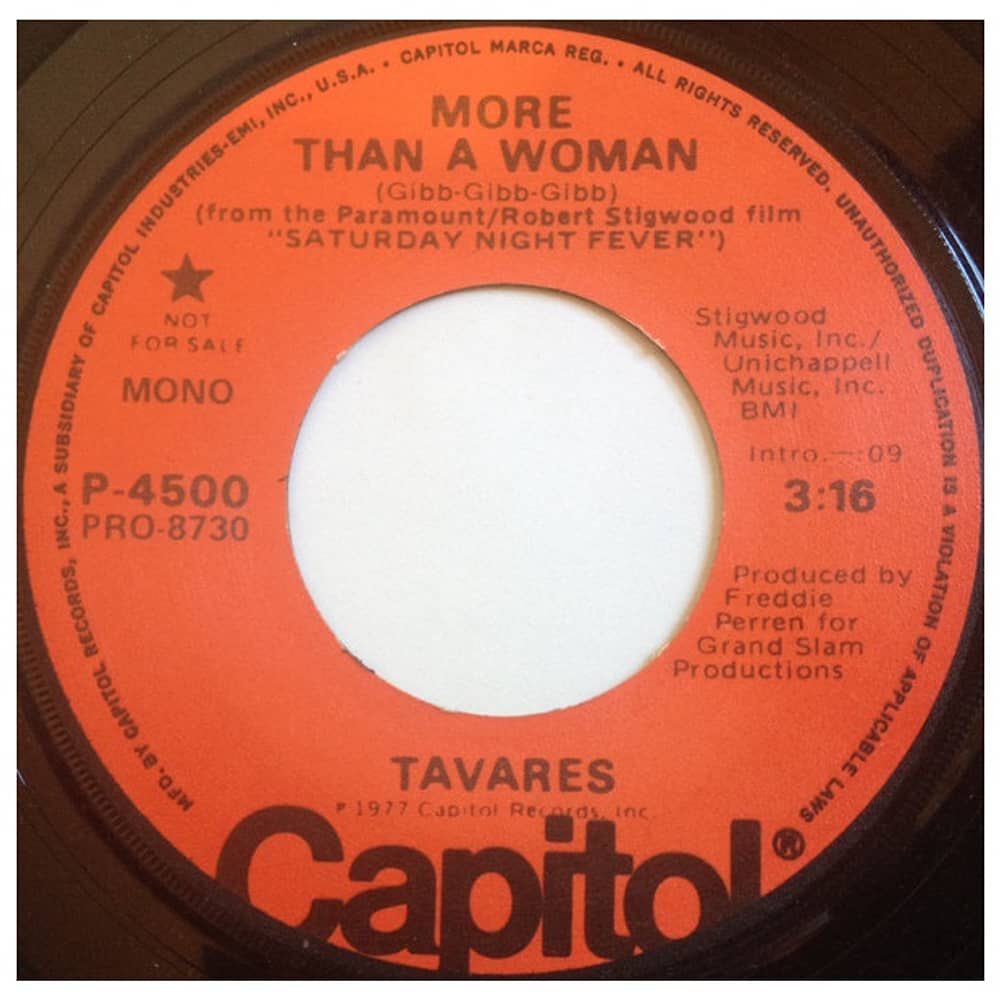 MFD. BY CAPITOL RECORDS, INC., A SUBSIDIARY OF CAPITOL INDUSTRIES-EMI, INC., U.S.A. • CAPITOL MARCA REG. • ALL RIGHTS RESERVED. UNAUTHORIZED DUPLICATION IS A VIOLATION OF APPLICABLE LAWS
MORE
THAN A WOMAN
(Gibb-Gibb-Gibb)
(from the Paramount/Robert Stigwood film
"SATURDAY NIGHT FEVER")
NOT
FOR SALE
MONO
P-4500
PRO-8730
Stigwood
Music, Inc./
Unichappell
Music, Inc.
BMI
Intro.—:09
3:16
Produced by
Freddie
Perren for
Grand Slam
Productions
TAVARES
℗ 1977 Capitol Records, Inc.
Capitol®